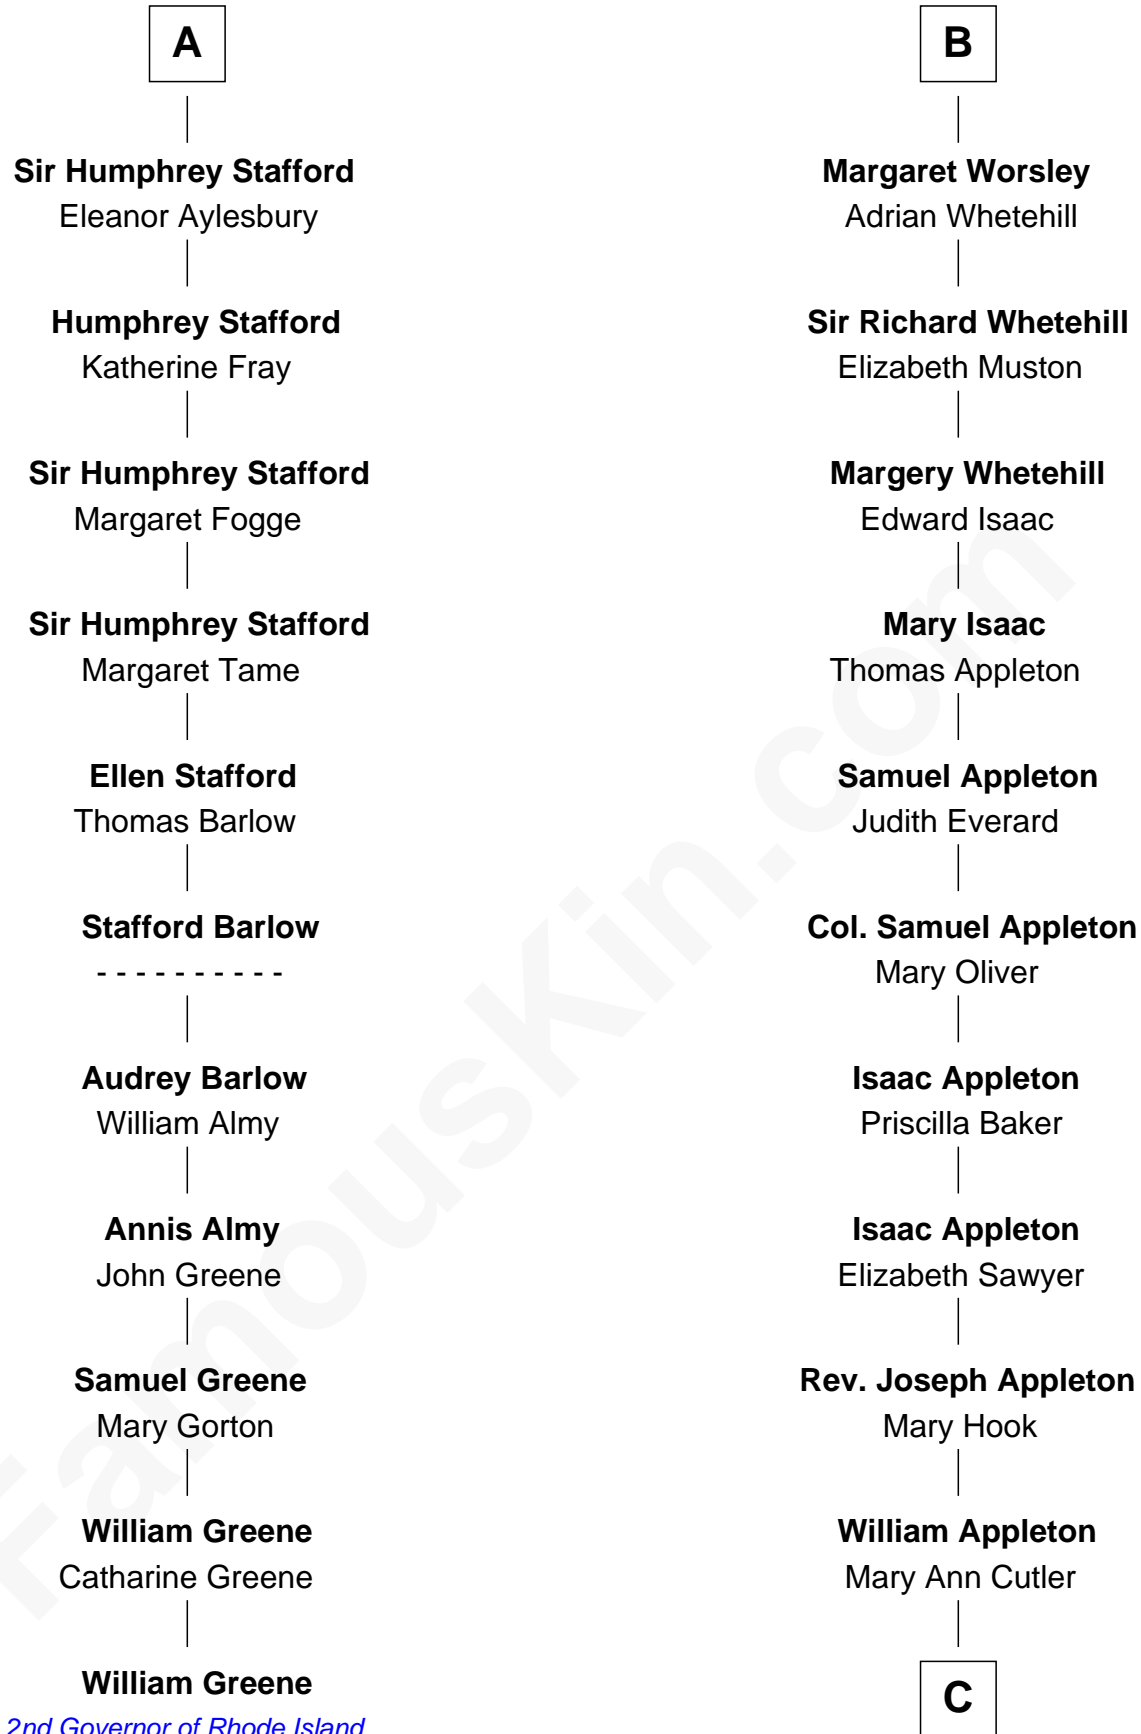 A
Sir Humphrey Stafford
Eleanor Aylesbury
Humphrey Stafford
Katherine Fray
Sir Humphrey Stafford
Margaret Fogge
Sir Humphrey Stafford
Margaret Tame
Ellen Stafford
Thomas Barlow
Stafford Barlow
- - - - - - - - - -
Audrey Barlow
William Almy
Annis Almy
John Greene
Samuel Greene
Mary Gorton
William Greene
Catharine Greene
William Greene
2nd Governor of Rhode Island
B
Margaret Worsley
Adrian Whetehill
Sir Richard Whetehill
Elizabeth Muston
Margery Whetehill
Edward Isaac
Mary Isaac
Thomas Appleton
Samuel Appleton
Judith Everard
Col. Samuel Appleton
Mary Oliver
Isaac Appleton
Priscilla Baker
Isaac Appleton
Elizabeth Sawyer
Rev. Joseph Appleton
Mary Hook
William Appleton
Mary Ann Cutler
C
FamousKin.com